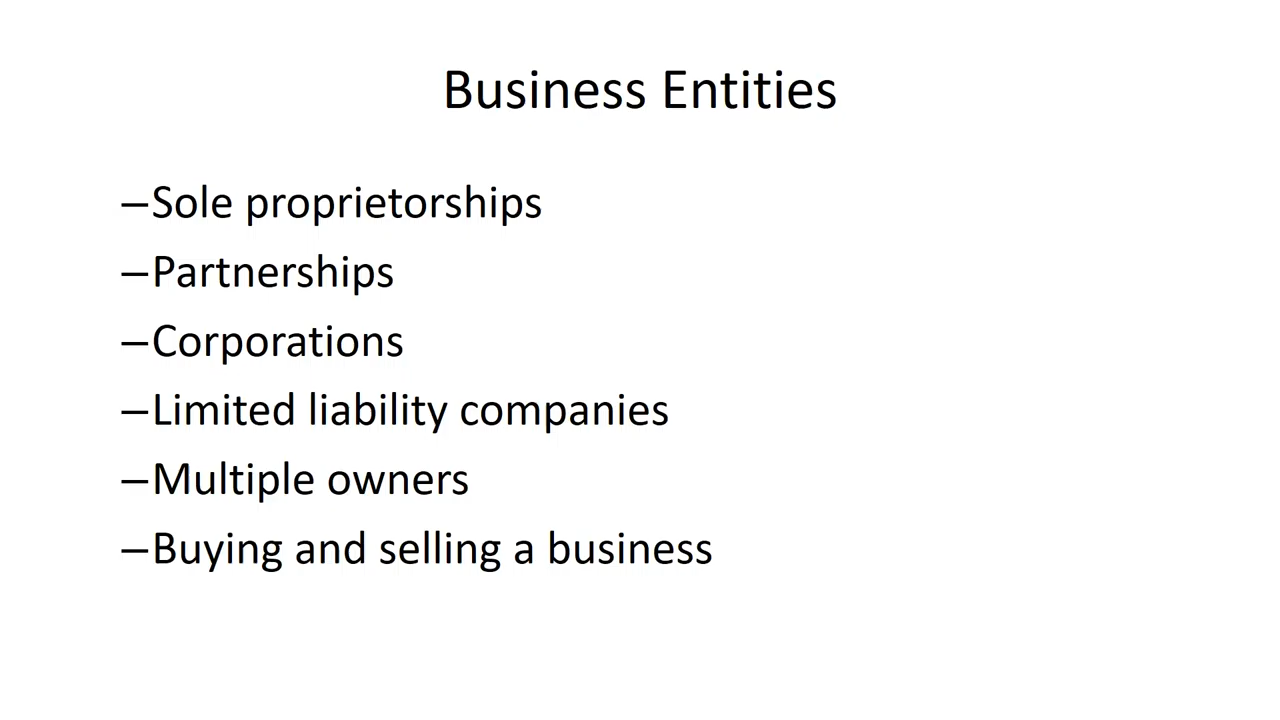 Business Entities
–Sole proprietorships
–Partnerships
–Corporations
–Limited liability companies
–Multiple owners
–Buying and selling a business